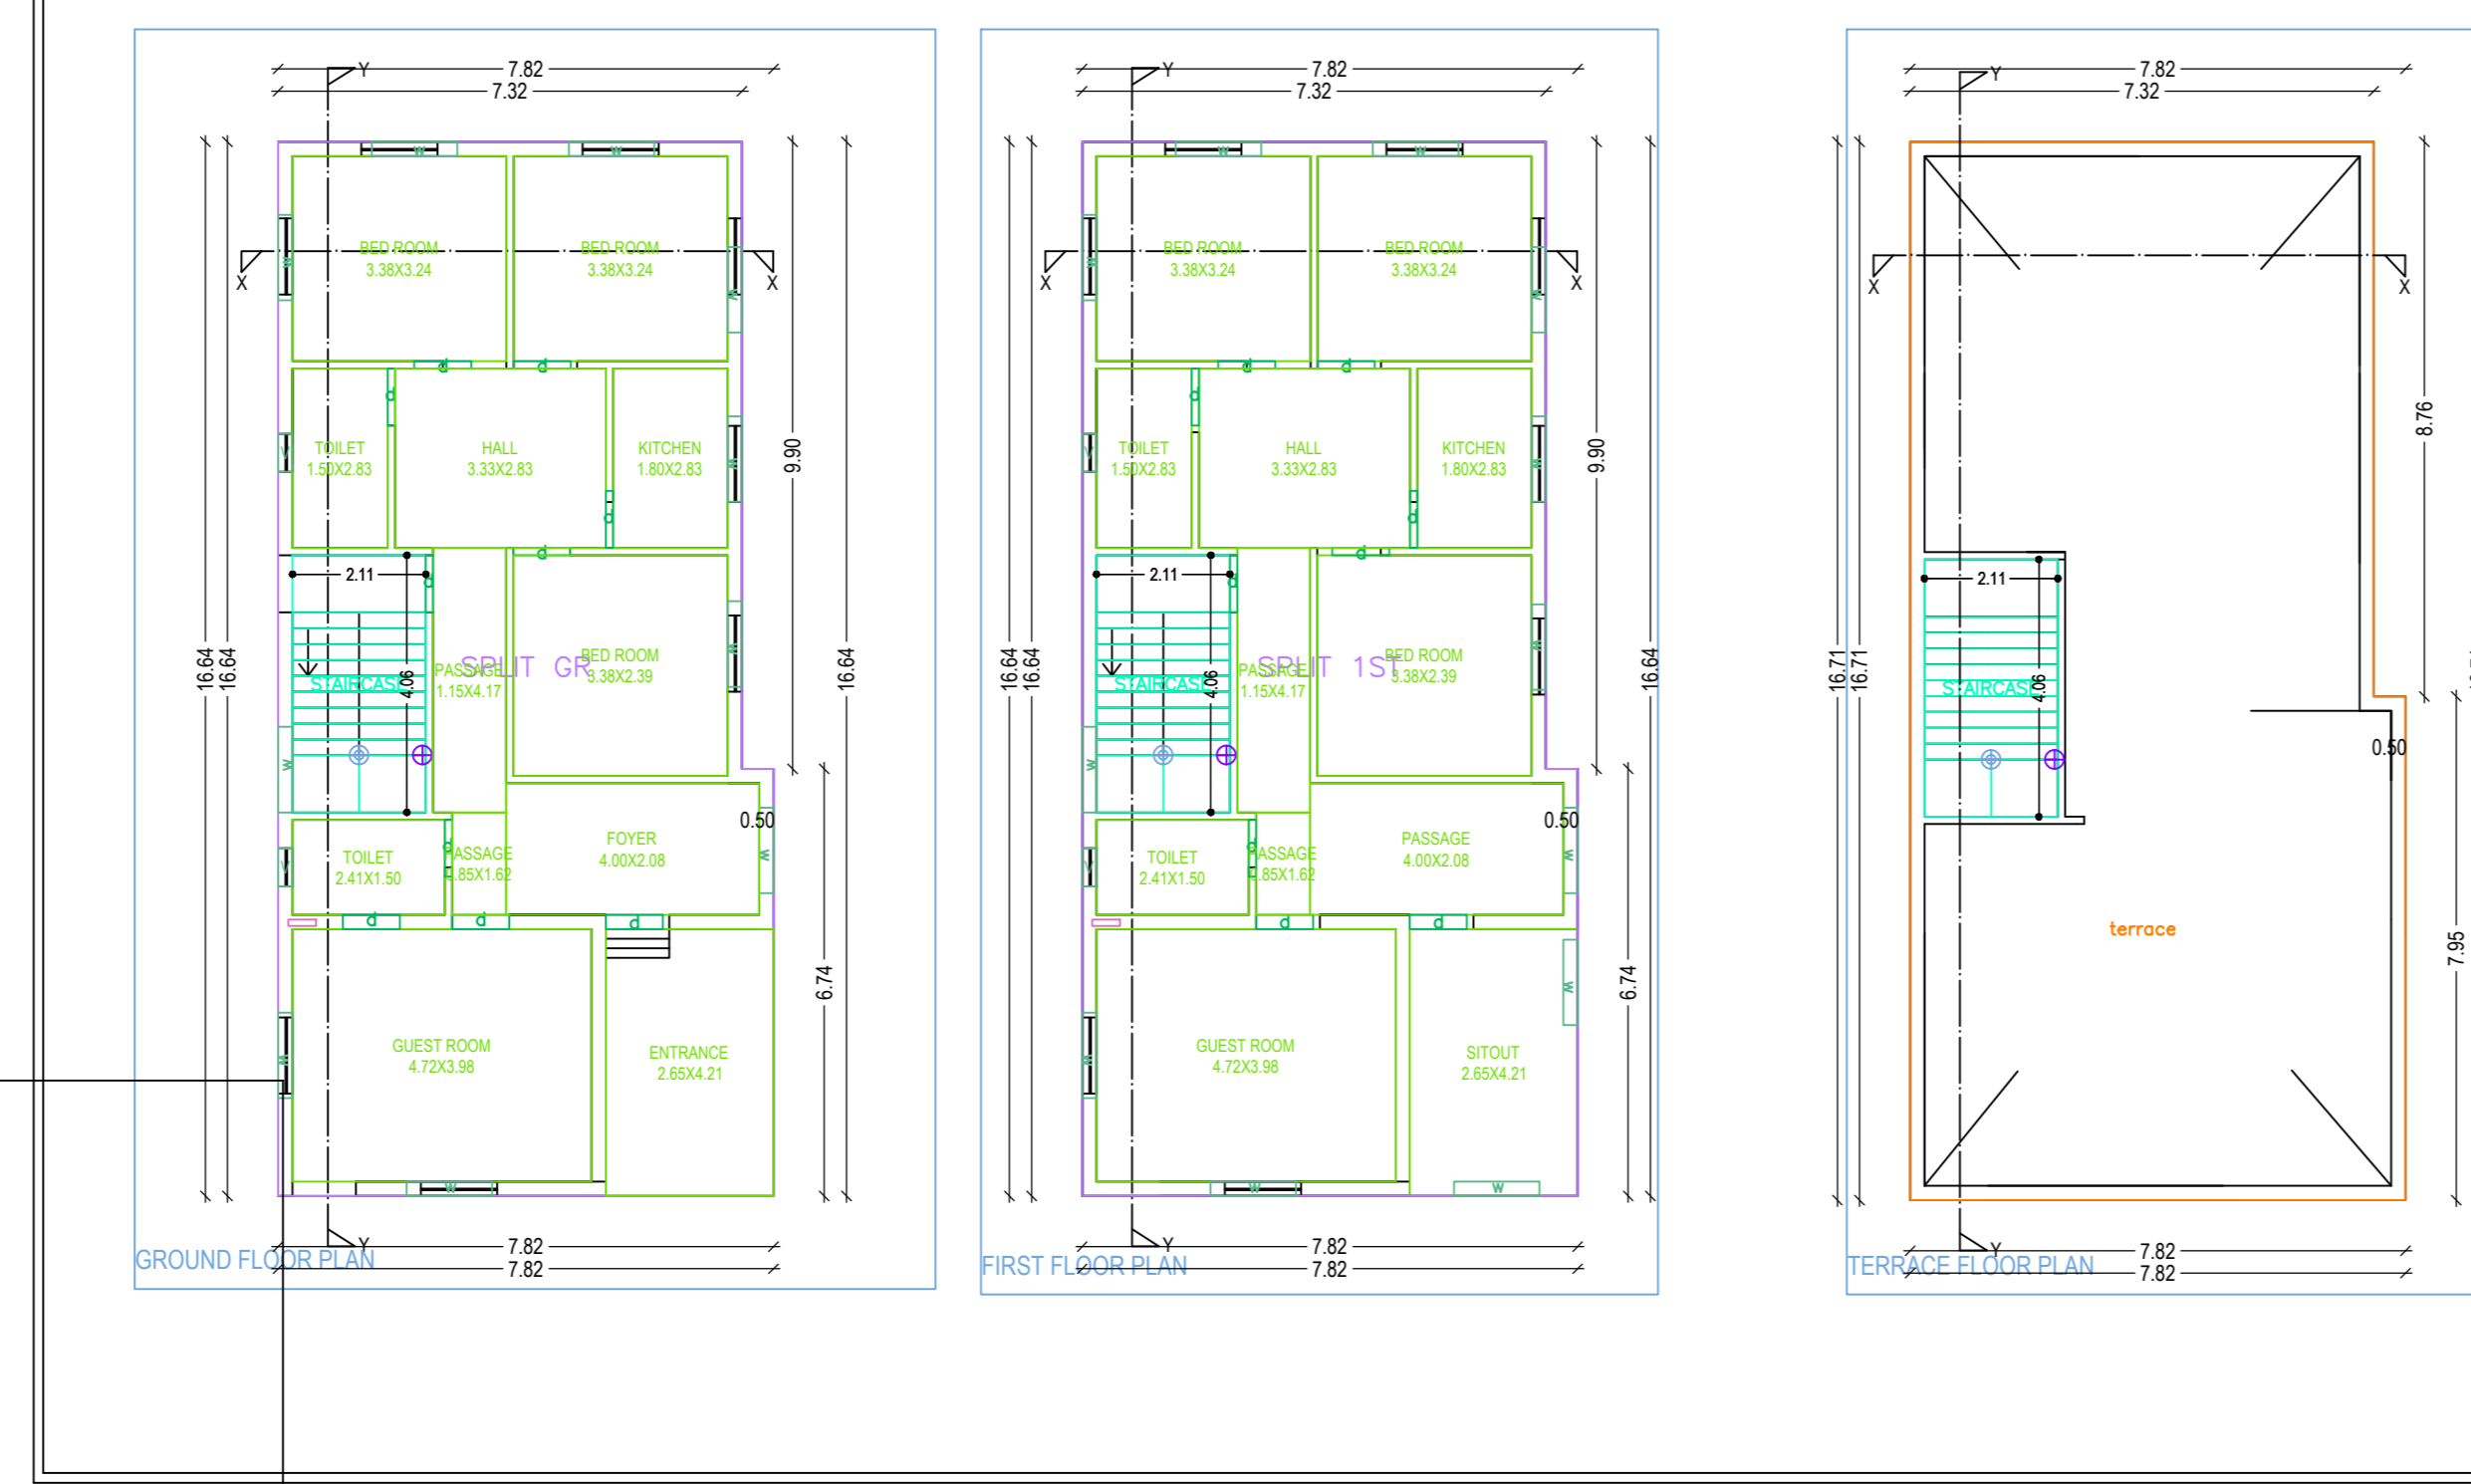 Y
7.82
7.32
W
W
BED ROOM
3.38X3.24
BED ROOM
3.38X3.24
W
W
X
X
d
d
d
TOILET
1.50X2.83
HALL
3.33X2.83
KITCHEN
1.80X2.83
V
W
d
d
9.90
2.11
d
4.06
STAIRCASE
PASSAGE
1.15X4.17
SPLIT GR
BED ROOM
3.38X2.39
W
16.64
16.64
16.64
W
0.50
FOYER
4.00X2.08
W
TOILET
2.41X1.50
V
d
PASSAGE
.85X1.62
d
d
d
6.74
GUEST ROOM
4.72X3.98
W
ENTRANCE
2.65X4.21
W
Y
7.82
7.82
GROUND FLOOR PLAN
Y
7.82
7.32
W
W
BED ROOM
3.38X3.24
BED ROOM
3.38X3.24
W
W
X
X
d
d
d
TOILET
1.50X2.83
HALL
3.33X2.83
KITCHEN
1.80X2.83
V
W
d
d
9.90
2.11
d
4.06
STAIRCASE
PASSAGE
1.15X4.17
SPLIT 1ST
BED ROOM
3.38X2.39
W
16.64
16.64
16.64
W
0.50
PASSAGE
4.00X2.08
W
TOILET
2.41X1.50
V
d
PASSAGE
.85X1.62
d
d
6.74
GUEST ROOM
4.72X3.98
W
SITOUT
2.65X4.21
W
W
W
Y
7.82
7.82
FIRST FLOOR PLAN
Y
7.82
7.32
X
X
8.76
2.11
4.06
STAIRCASE
16.71
16.71
0.50
terrace
7.95
Y
7.82
7.82
TERRACE FLOOR PLAN